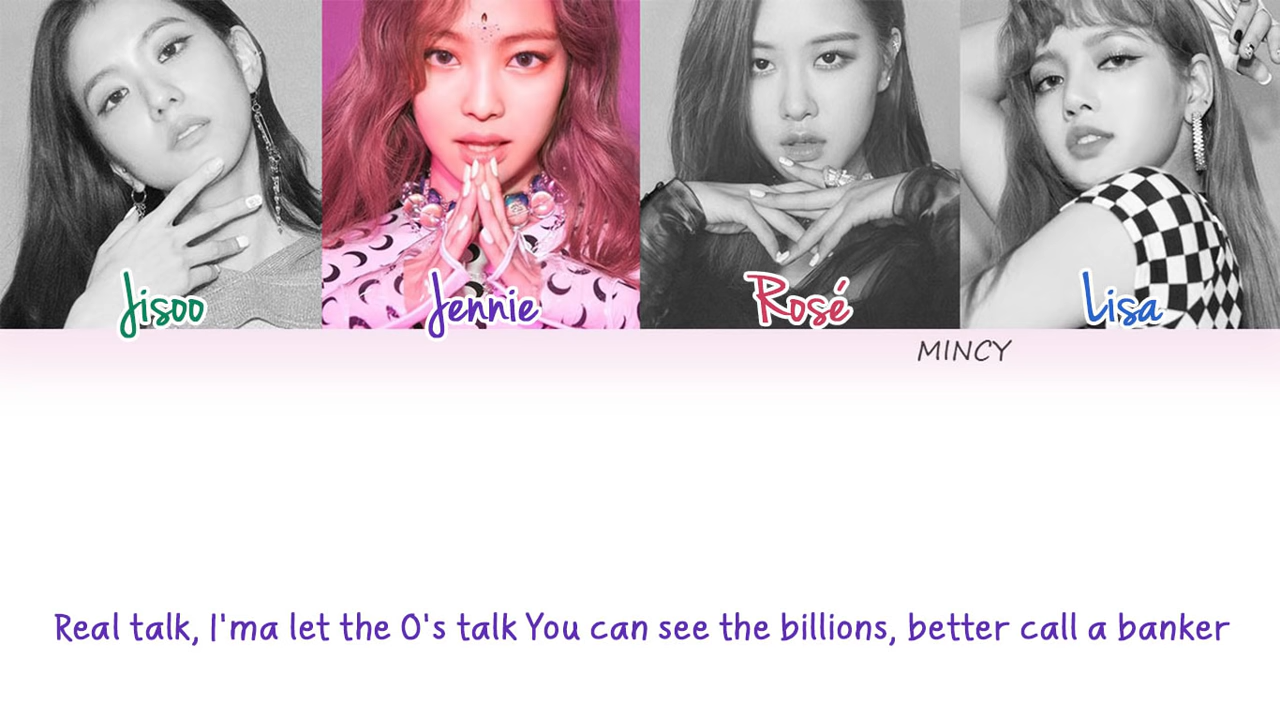 Jisoo
Jennie
Rosé
Lisa
MINCY
Real talk, I'ma let the O's talk You can see the billions, better call a banker